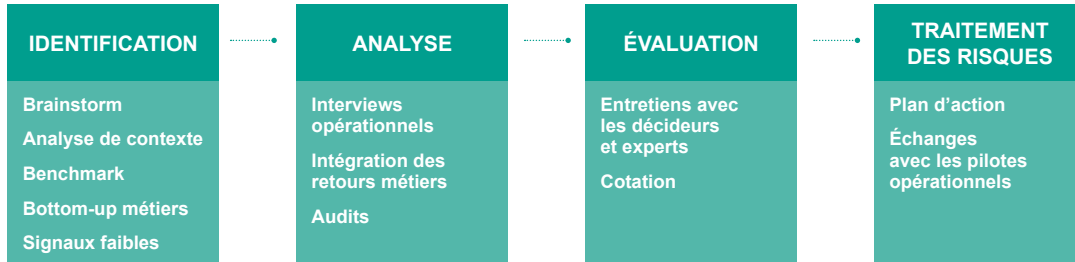 IDENTIFICATION
Brainstorm
Analyse de contexte
Benchmark
Bottom-up métiers
Signaux faibles
ANALYSE
Interviews
opérationnels
Intégration des
retours métiers
Audits
ÉVALUATION
Entretiens avec
les décideurs
et experts
Cotation
TRAITEMENT
DES RISQUES
Plan d’action
Échanges
avec les pilotes
opérationnels